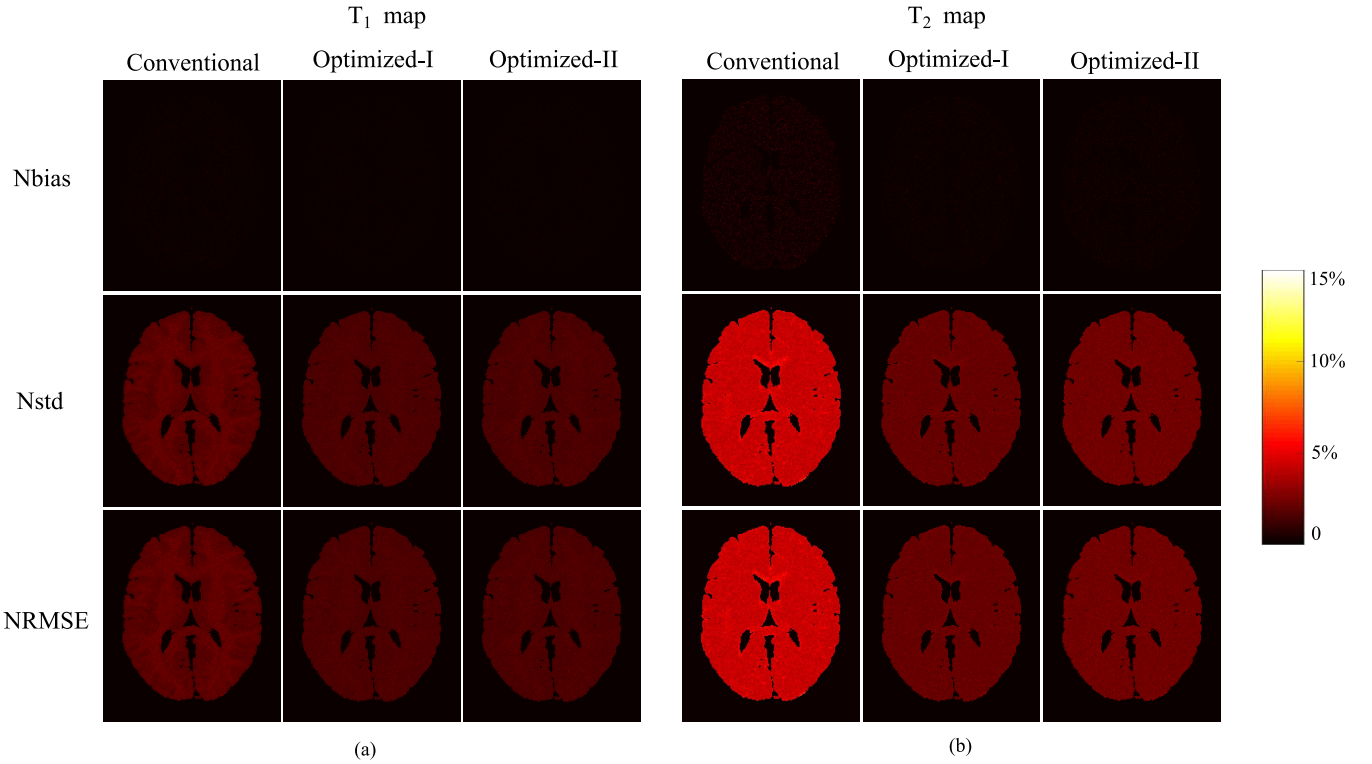 T1 map
T2 map
Conventional
Optimized-I
Optimized-II
Conventional
Optimized-I
Optimized-II
Nbias
Nstd
NRMSE
15%
10%
5%
0
(a)
(b)